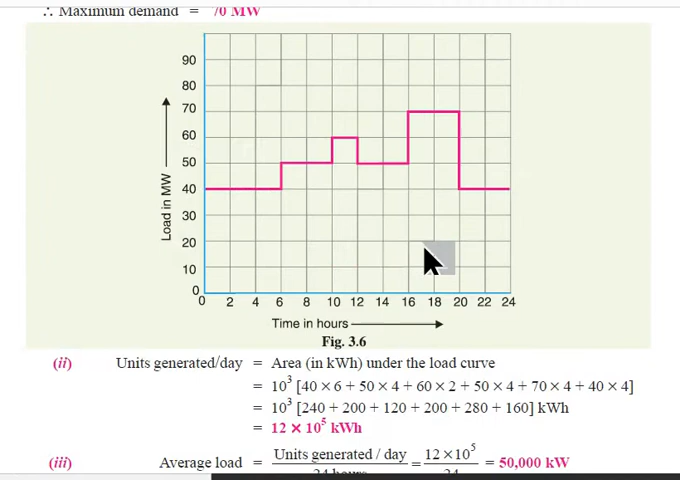 ∴ Maximum demand = 70 MW
90
80
70
60
50
40
30
20
10
0
Load in MW
0 2 4 6 8 10 12 14 16 18 20 22 24
Time in hours
Fig. 3.6
(ii) Units generated/day = Area (in kWh) under the load curve
= 10³ [40 × 6 + 50 × 4 + 60 × 2 + 50 × 4 + 70 × 4 + 40 × 4]
= 10³ [240 + 200 + 120 + 200 + 280 + 160] kWh
= 12 × 10⁵ kWh
(iii) Average load = Units generated / day / 24 hours = 12 × 10⁵ / 24 = 50,000 kW